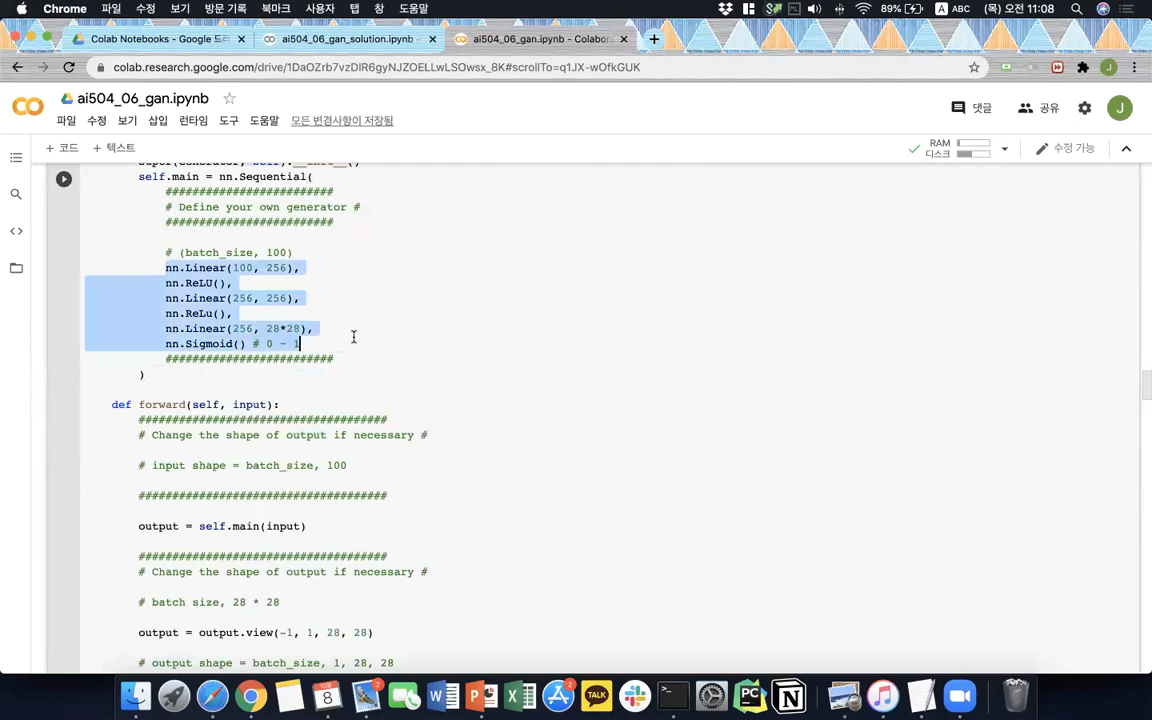 Chrome 파일 수정 보기 방문 기록 북마크 사용자 탭 창 도움말 89% A ABC (목) 오전 11:08
Colab Notebooks - Google 드 ai504_06_gan_solution.ipynb - ai504_06_gan.ipynb - Colabora
colab.research.google.com/drive/1DaOZrb7vzDRR6gyNJZOELLwLSOwsx_8K#scrollTo=q1JX-wOfkGUK
ai504_06_gan.ipynb 댓글 공유 J
파일 수정 보기 삽입 런타임 도구 도움말 모든 변경사항이 저장됨
+ 코드 + 텍스트 RAM 디스크 수정 가능
super(Generator, self).__init__()
self.main = nn.Sequential(
#########################
# Define your own generator #
#########################
# (batch_size, 100)
nn.Linear(100, 256),
nn.ReLU(),
nn.Linear(256, 256),
nn.ReLu(),
nn.Linear(256, 28*28),
nn.Sigmoid() # 0 ~ 1
#########################
)
def forward(self, input):
#####################################
# Change the shape of output if necessary #
# input shape = batch_size, 100
#####################################
output = self.main(input)
#####################################
# Change the shape of output if necessary #
# batch size, 28 * 28
output = output.view(-1, 1, 28, 28)
# output shape = batch_size, 1, 28, 28